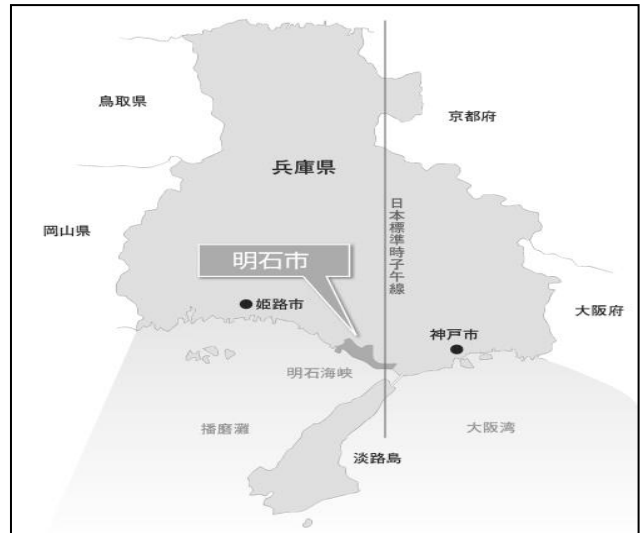 鳥取県
京都府
兵庫県
日本標準時子午線
岡山県
明石市
姫路市
大阪府
神戸市
明石海峡
播磨灘
大阪湾
淡路島